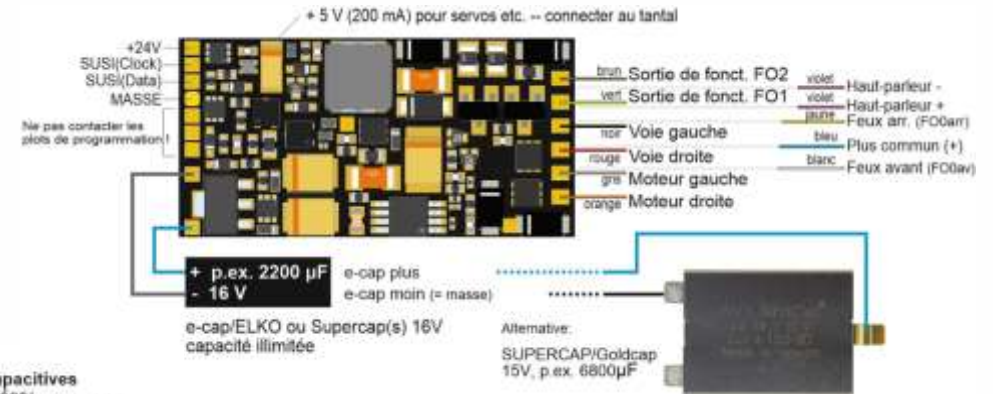 + 5 V (200 mA) pour servos etc. -- connecter au tantal
+24V
SUSI(Clock)
SUSI(Data)
MASSE
Ne pas contacter les
plots de programmation !
brun Sortie de fonct. FO2
vert Sortie de fonct. FO1
noir Voie gauche
rouge Voie droite
gris Moteur gauche
orange Moteur droite
violet Haut-parleur -
violet Haut-parleur +
jaune Feux arr. (FO0arr)
bleu Plus commun (+)
blanc Feux avant (FO0av)
+ p.ex. 2200 µF
- 16 V
e-cap plus
e-cap moin (= masse)
e-cap/ELKO ou Supercap(s) 16V
capacité illimitée
Alternative:
SUPERCAP/Goldcap
15V, p.ex. 6800µF
pacitives